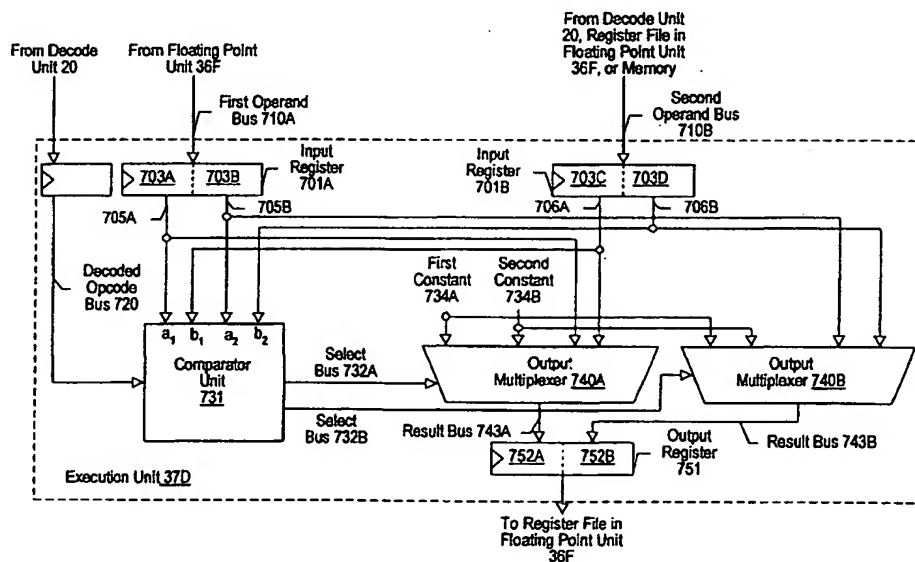 From Decode
Unit 20
From Floating Point
Unit 36F
From Decode Unit
20, Register File in
Floating Point Unit
36F, or Memory
First Operand
Bus 710A
Second
Operand Bus
710B
Input
Register
701A
Input
Register
701B
703A
703B
703C
703D
705A
705B
706A
706B
Decoded
Opcode
Bus 720
First
Constant
734A
Second
Constant
734B
a1 b1 a2 b2
Comparator
Unit
731
Select
Bus 732A
Select
Bus 732B
Output
Multiplexer 740A
Output
Multiplexer 740B
Result Bus 743A
Result Bus 743B
752A
752B
Output
Register
751
Execution Unit 37D
To Register File in
Floating Point Unit
36F